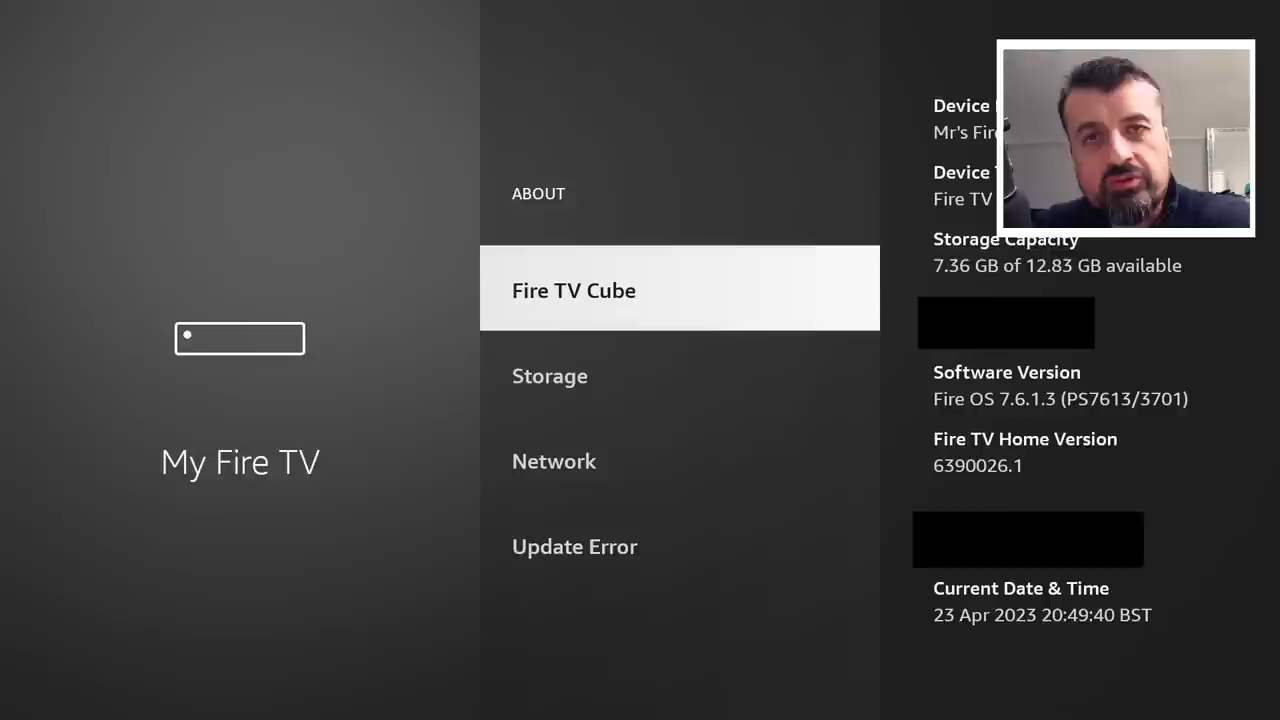 My Fire TV
ABOUT
Fire TV Cube
Storage
Network
Update Error
Device
Mr's Fire
Device
Fire TV
Storage Capacity
7.36 GB of 12.83 GB available
Software Version
Fire OS 7.6.1.3 (PS7613/3701)
Fire TV Home Version
6390026.1
Current Date & Time
23 Apr 2023 20:49:40 BST